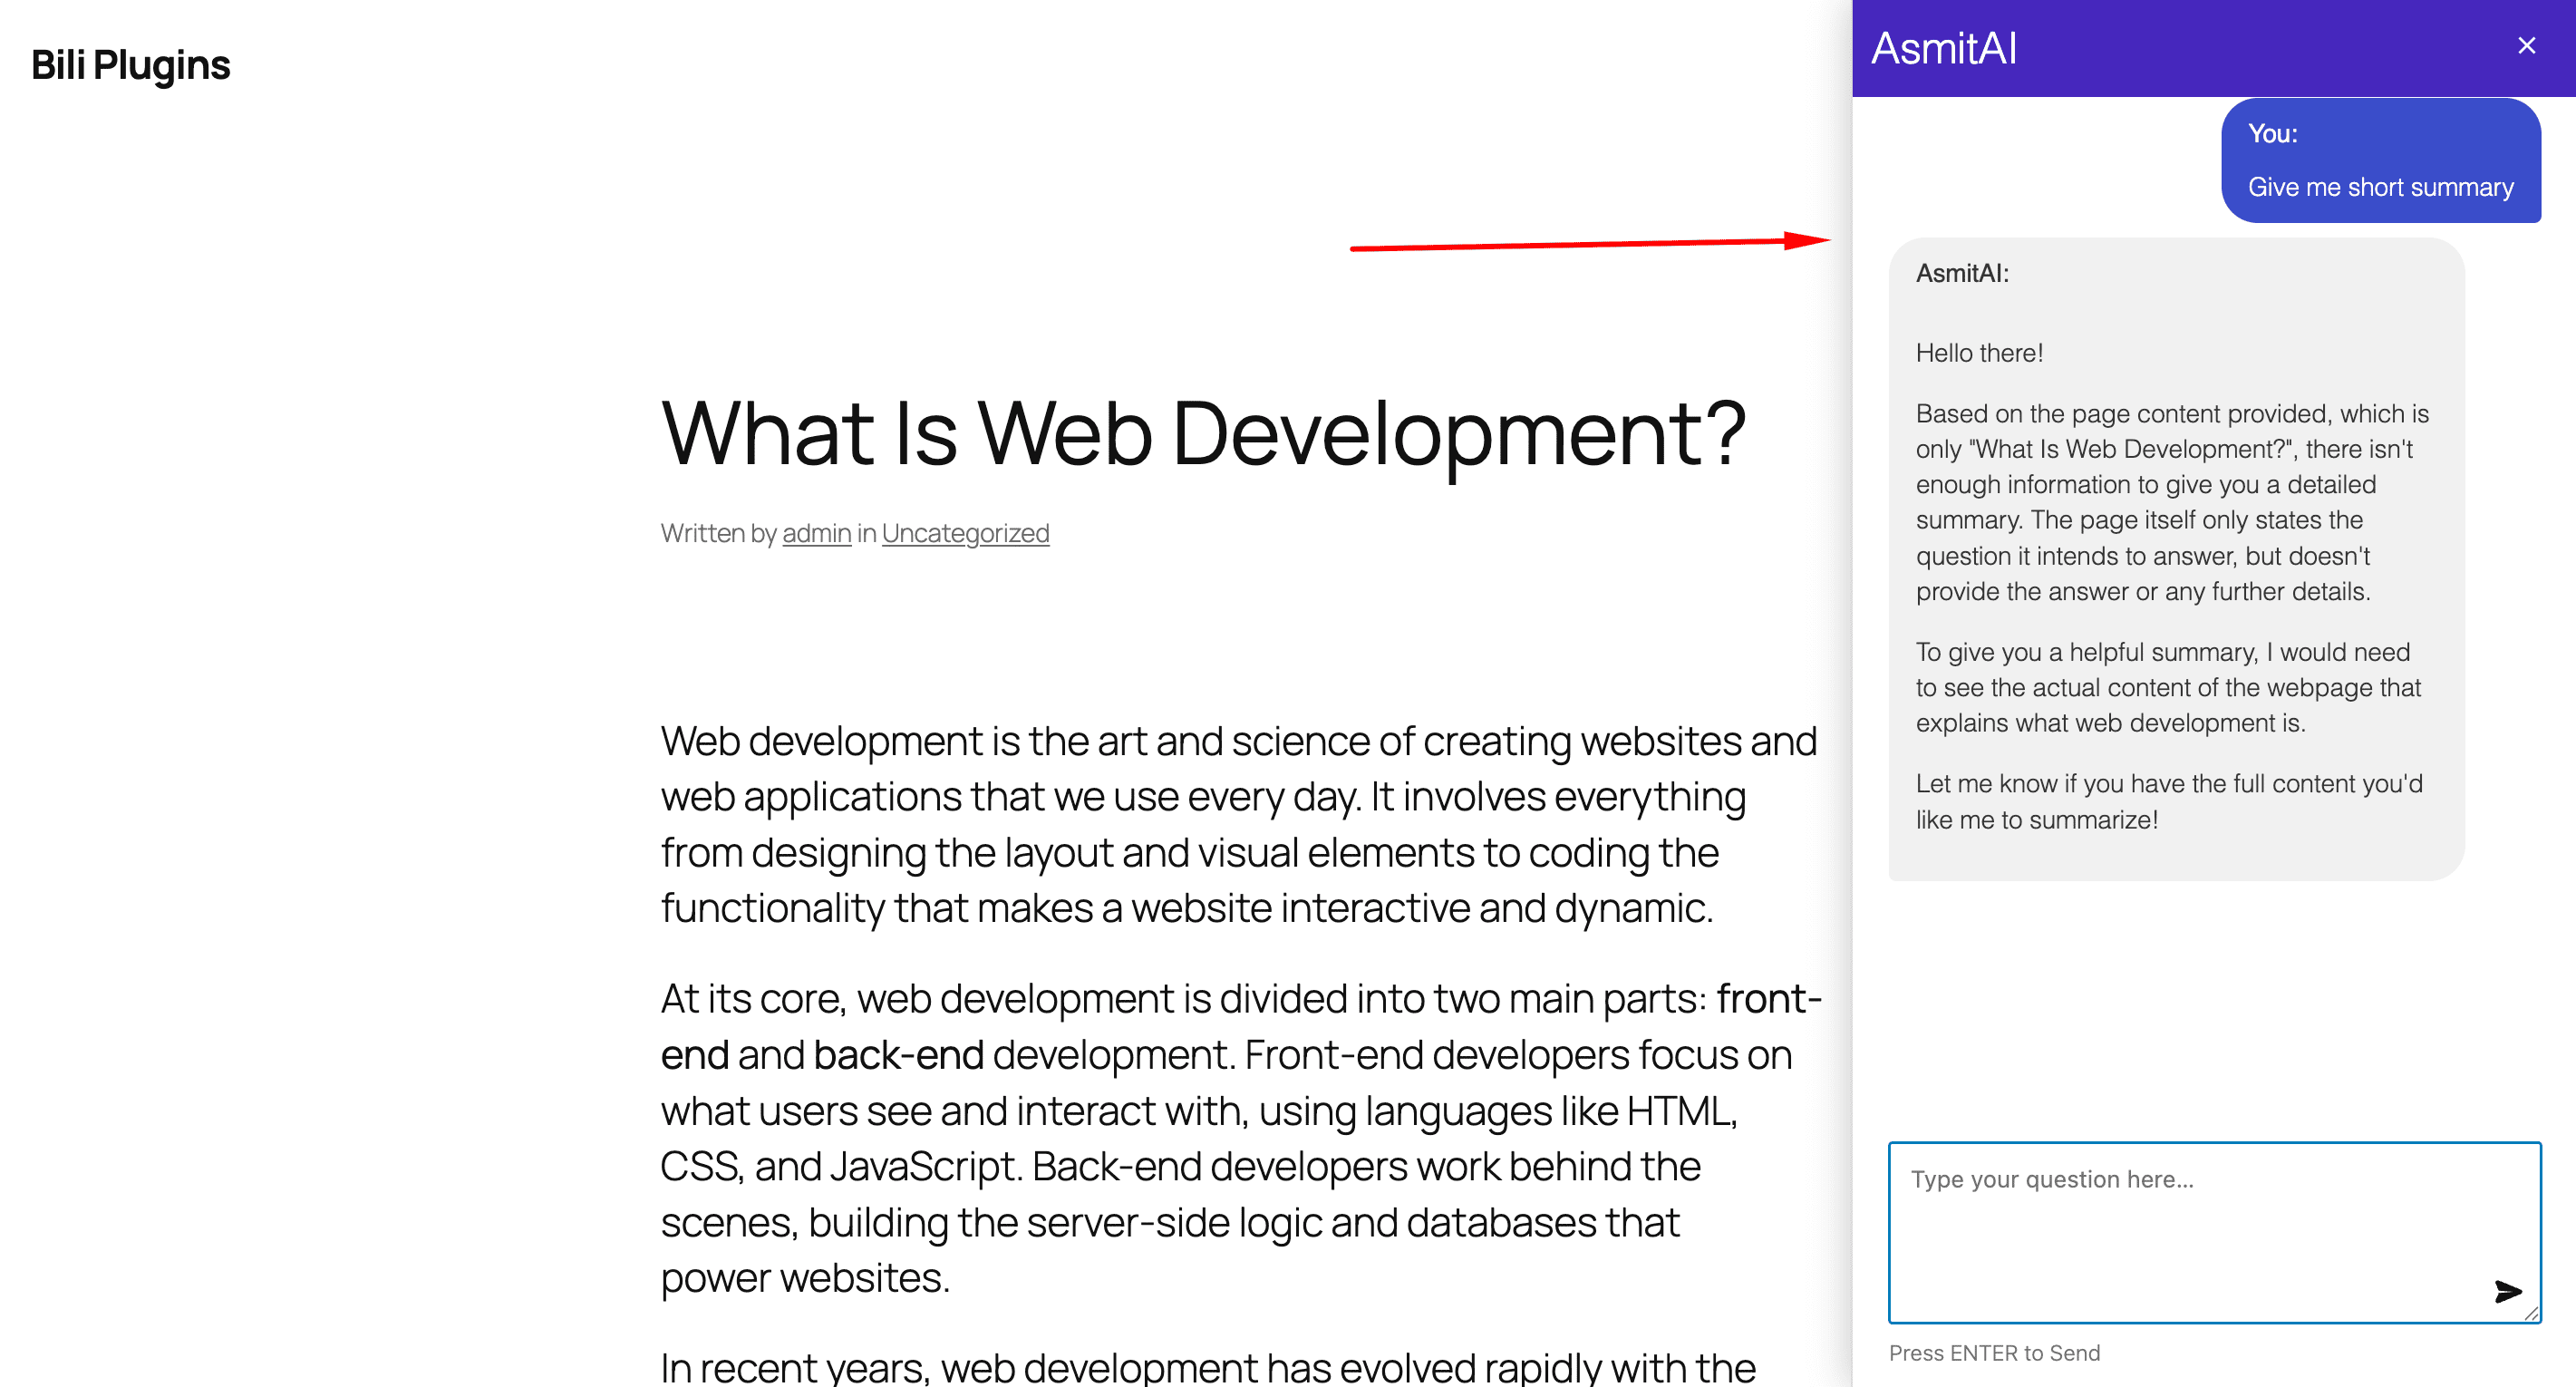 Bili Plugins
What Is Web Development?
Written by admin in Uncategorized
Web development is the art and science of creating websites and
web applications that we use every day. It involves everything
from designing the layout and visual elements to coding the
functionality that makes a website interactive and dynamic.
At its core, web development is divided into two main parts: front-
end and back-end development. Front-end developers focus on
what users see and interact with, using languages like HTML,
CSS, and JavaScript. Back-end developers work behind the
scenes, building the server-side logic and databases that
power websites.
In recent years, web development has evolved rapidly with the
AsmitAI
×
You:
Give me short summary
AsmitAI:
Hello there!
Based on the page content provided, which is
only "What Is Web Development?", there isn't
enough information to give you a detailed
summary. The page itself only states the
question it intends to answer, but doesn't
provide the answer or any further details.
To give you a helpful summary, I would need
to see the actual content of the webpage that
explains what web development is.
Let me know if you have the full content you'd
like me to summarize!
Type your question here...
Press ENTER to Send